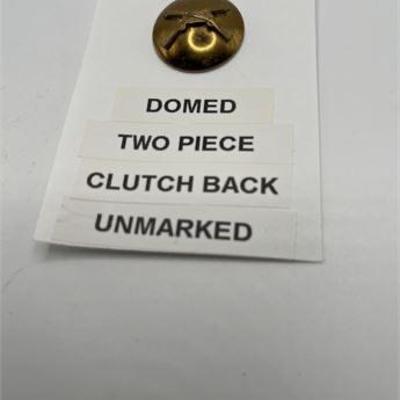 DOMED
TWO PIECE
CLUTCH BACK
UNMARKED